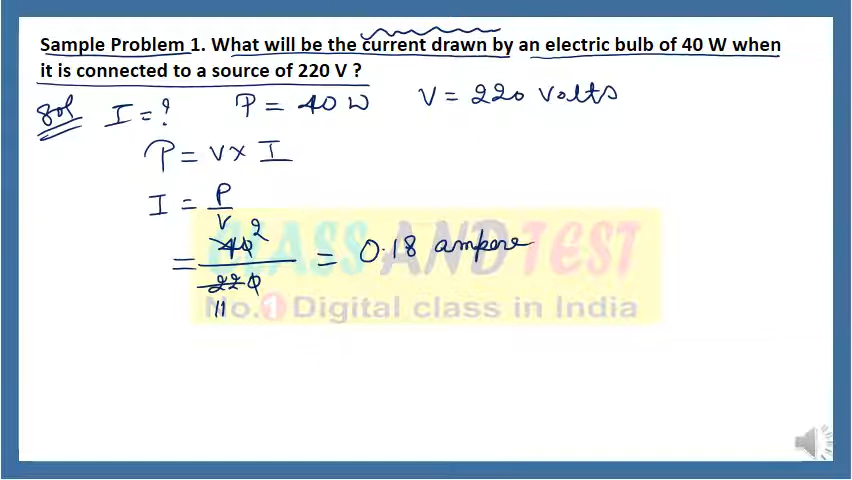 Sample Problem 1. What will be the current drawn by an electric bulb of 40 W when
it is connected to a source of 220 V ?
Sol I = ? P = 40 W V = 220 Volts
P = V × I
I = P/V
= 40 2 / 220 11 = 0.18 ampere
CLASS AND TEST
No.1 Digital class in India